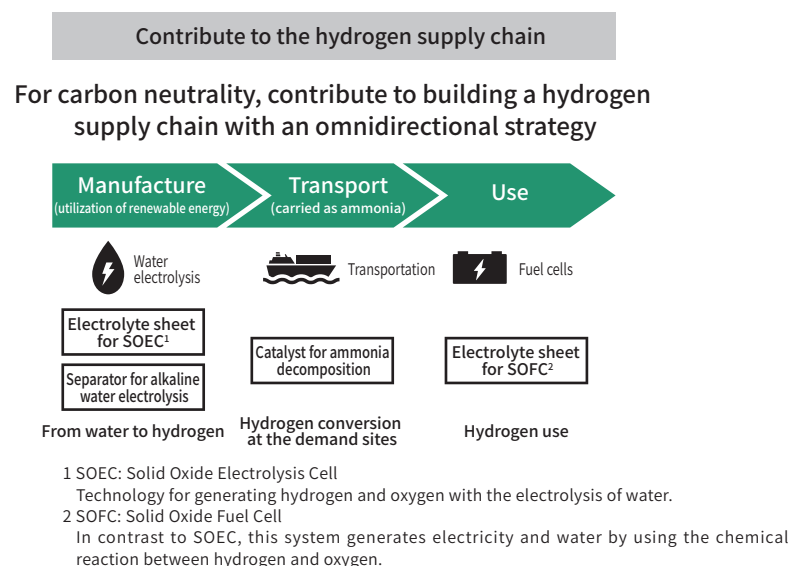 Contribute to the hydrogen supply chain
For carbon neutrality, contribute to building a hydrogen
supply chain with an omnidirectional strategy
Manufacture
(utilization of renewable energy)
Transport
(carried as ammonia)
Use
Water
electrolysis
Transportation
Fuel cells
Electrolyte sheet
for SOEC¹
Separator for alkaline
water electrolysis
Catalyst for ammonia
decomposition
Electrolyte sheet
for SOFC²
From water to hydrogen
Hydrogen conversion
at the demand sites
Hydrogen use
1 SOEC: Solid Oxide Electrolysis Cell
Technology for generating hydrogen and oxygen with the electrolysis of water.
2 SOFC: Solid Oxide Fuel Cell
In contrast to SOEC, this system generates electricity and water by using the chemical
reaction between hydrogen and oxygen.